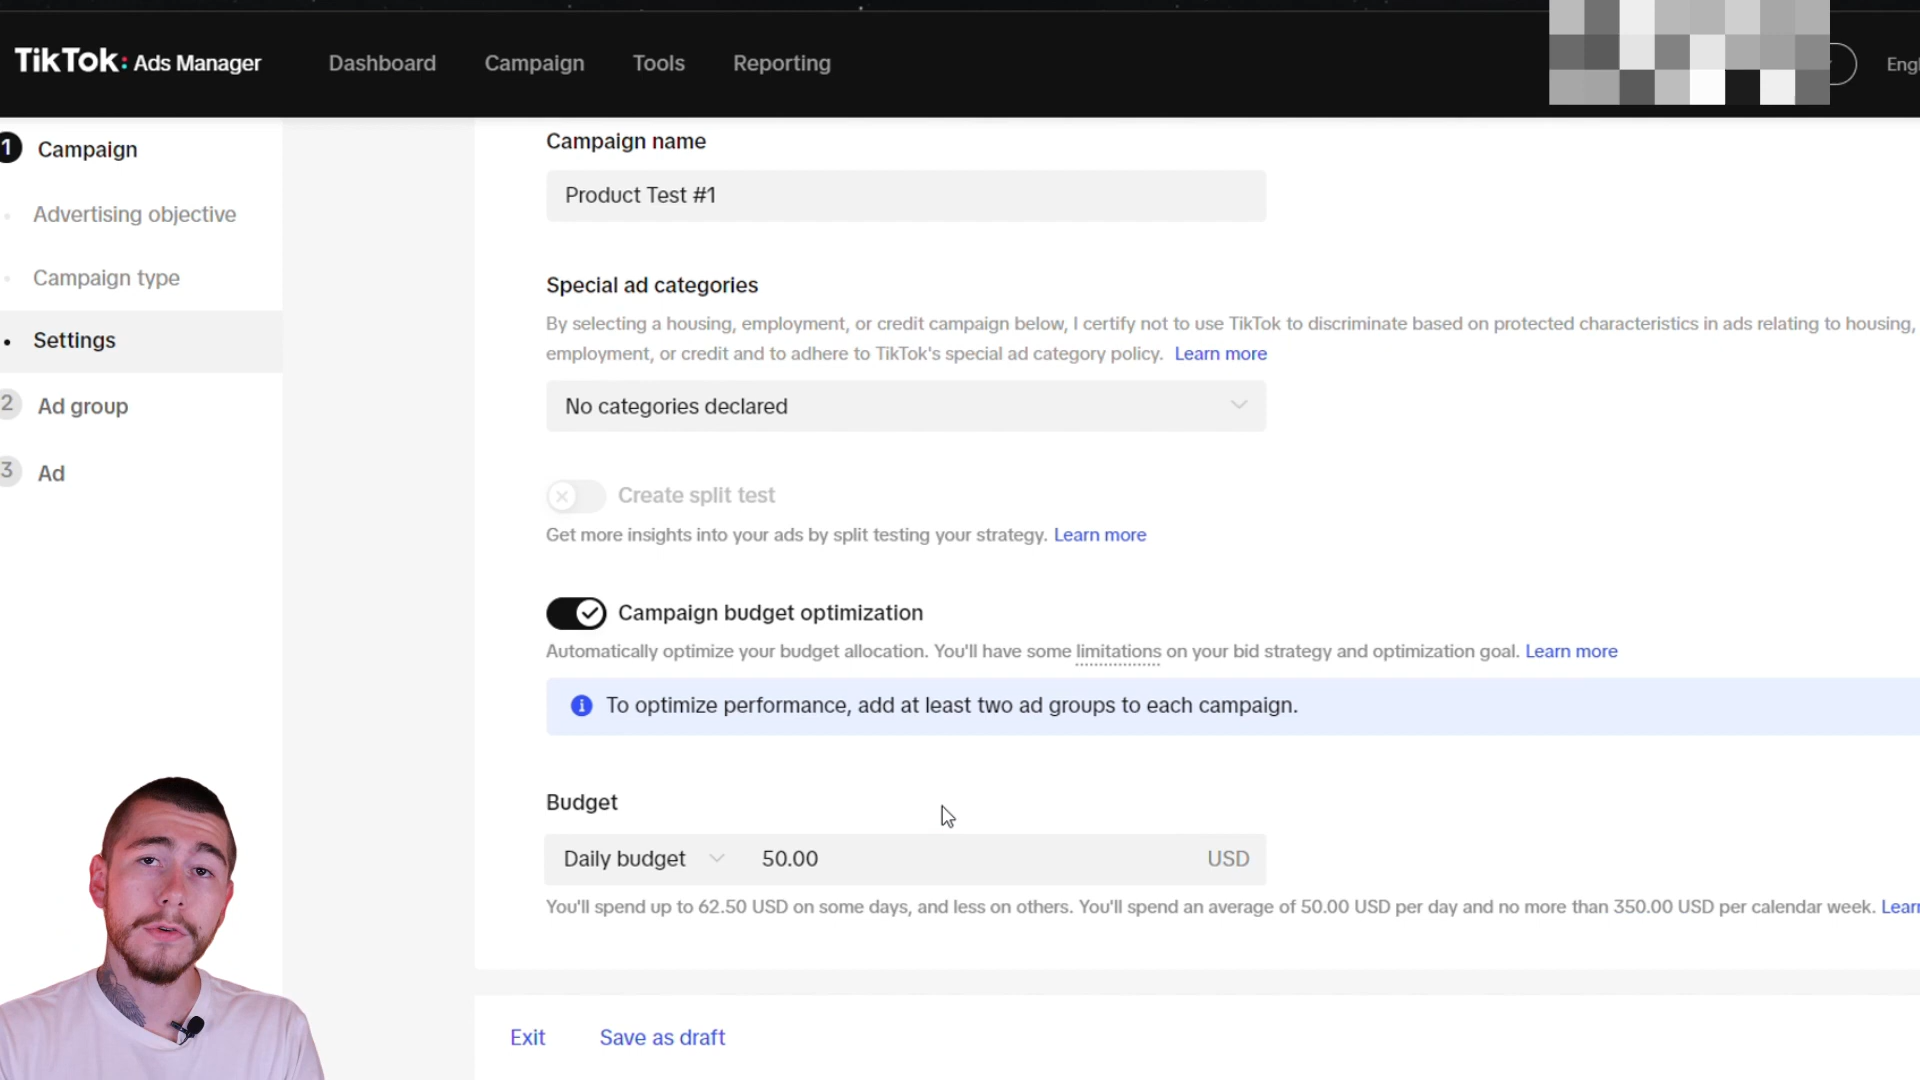 TikTok: Ads Manager
Dashboard
Campaign
Tools
Reporting
1 Campaign
Advertising objective
Campaign type
Settings
2 Ad group
3 Ad
Campaign name
Product Test #1
Special ad categories
By selecting a housing, employment, or credit campaign below, I certify not to use TikTok to discriminate based on protected characteristics in ads relating to housing,
employment, or credit and to adhere to TikTok's special ad category policy. Learn more
No categories declared
Create split test
Get more insights into your ads by split testing your strategy. Learn more
Campaign budget optimization
Automatically optimize your budget allocation. You'll have some limitations on your bid strategy and optimization goal. Learn more
To optimize performance, add at least two ad groups to each campaign.
Budget
Daily budget 50.00 USD
You'll spend up to 62.50 USD on some days, and less on others. You'll spend an average of 50.00 USD per day and no more than 350.00 USD per calendar week.
Exit
Save as draft